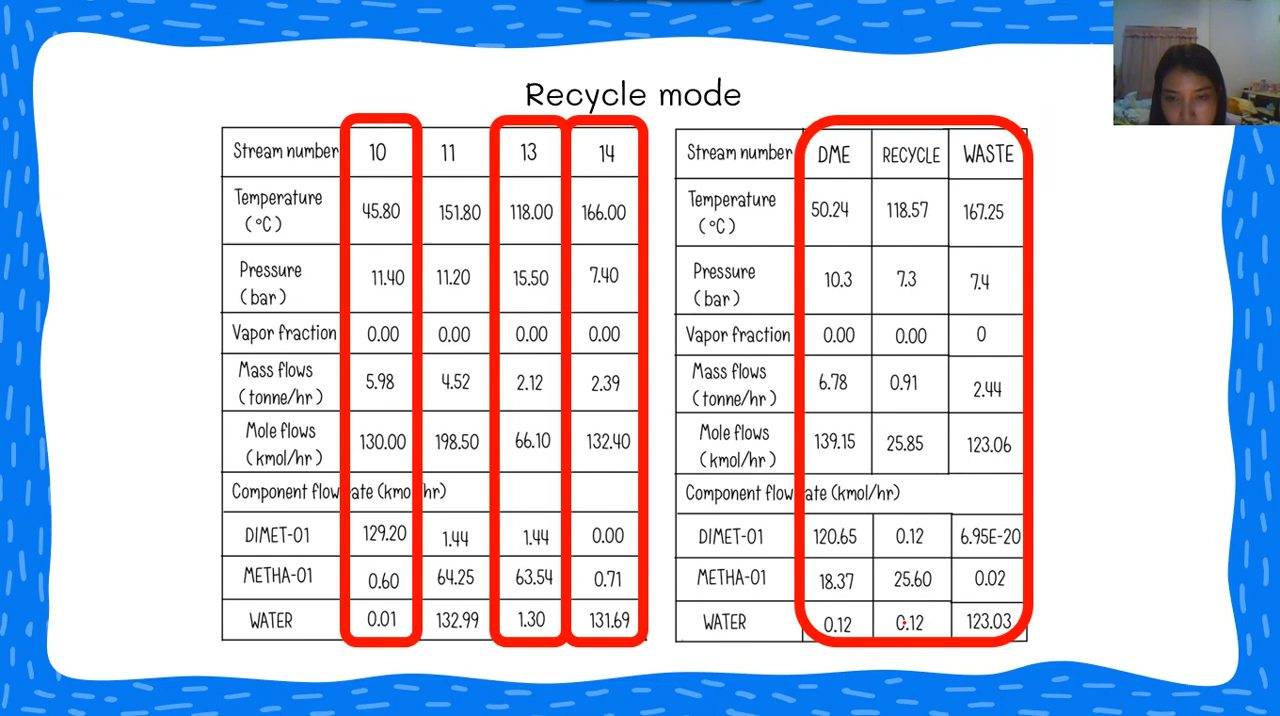 Recycle mode
Stream number 10 11 13 14
Temperature (°C) 45.80 151.80 118.00 166.00
Pressure (bar) 11.40 11.20 15.50 7.40
Vapor fraction 0.00 0.00 0.00 0.00
Mass flows (tonne/hr) 5.98 4.52 2.12 2.39
Mole flows (kmol/hr) 130.00 198.50 66.10 132.40
Component flow rate (kmol/hr)
DIMET-01 129.20 1.44 1.44 0.00
METHA-01 0.60 64.25 63.54 0.71
WATER 0.01 132.99 1.30 131.69
Stream number DME RECYCLE WASTE
Temperature (°C) 50.24 118.57 167.25
Pressure (bar) 10.3 7.3 7.4
Vapor fraction 0.00 0.00 0
Mass flows (tonne/hr) 6.78 0.91 2.44
Mole flows (kmol/hr) 139.15 25.85 123.06
Component flow rate (kmol/hr)
DIMET-01 120.65 0.12 6.95E-20
METHA-01 18.37 25.60 0.02
WATER 0.12 0.12 123.03